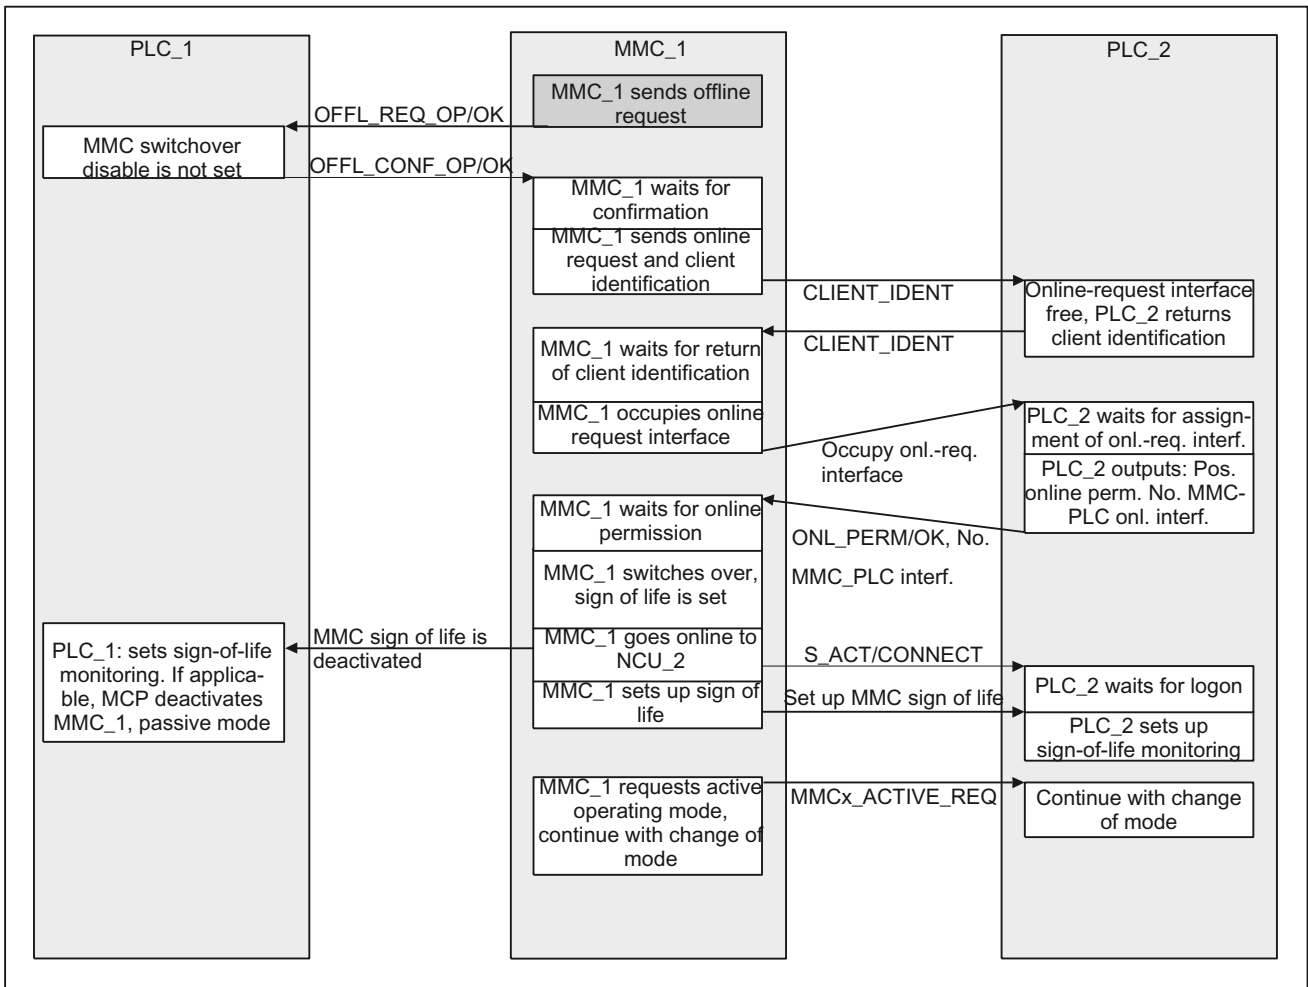 PLC_1
MMC_1
PLC_2
MMC_1 sends offline
request
OFFL_REQ_OP/OK
MMC switchover
disable is not set
OFFL_CONF_OP/OK
MMC_1 waits for
confirmation
MMC_1 sends online
request and client
identification
CLIENT_IDENT
Online-request interface
free, PLC_2 returns
client identification
CLIENT_IDENT
MMC_1 waits for return
of client identification
MMC_1 occupies online
request interface
Occupy onl.-req.
interface
PLC_2 waits for assign-
ment of onl.-req. interf.
PLC_2 outputs: Pos.
online perm. No. MMC-
PLC onl. interf.
MMC_1 waits for online
permission
ONL_PERM/OK, No.
MMC_PLC interf.
MMC_1 switches over,
sign of life is set
MMC_1 goes online to
NCU_2
MMC sign of life is
deactivated
PLC_1: sets sign-of-life
monitoring. If applica-
ble, MCP deactivates
MMC_1, passive mode
S_ACT/CONNECT
PLC_2 waits for logon
MMC_1 sets up sign of
life
Set up MMC sign of life
PLC_2 sets up
sign-of-life monitoring
MMC_1 requests active
operating mode,
continue with change of
mode
MMCx_ACTIVE_REQ
Continue with change
of mode